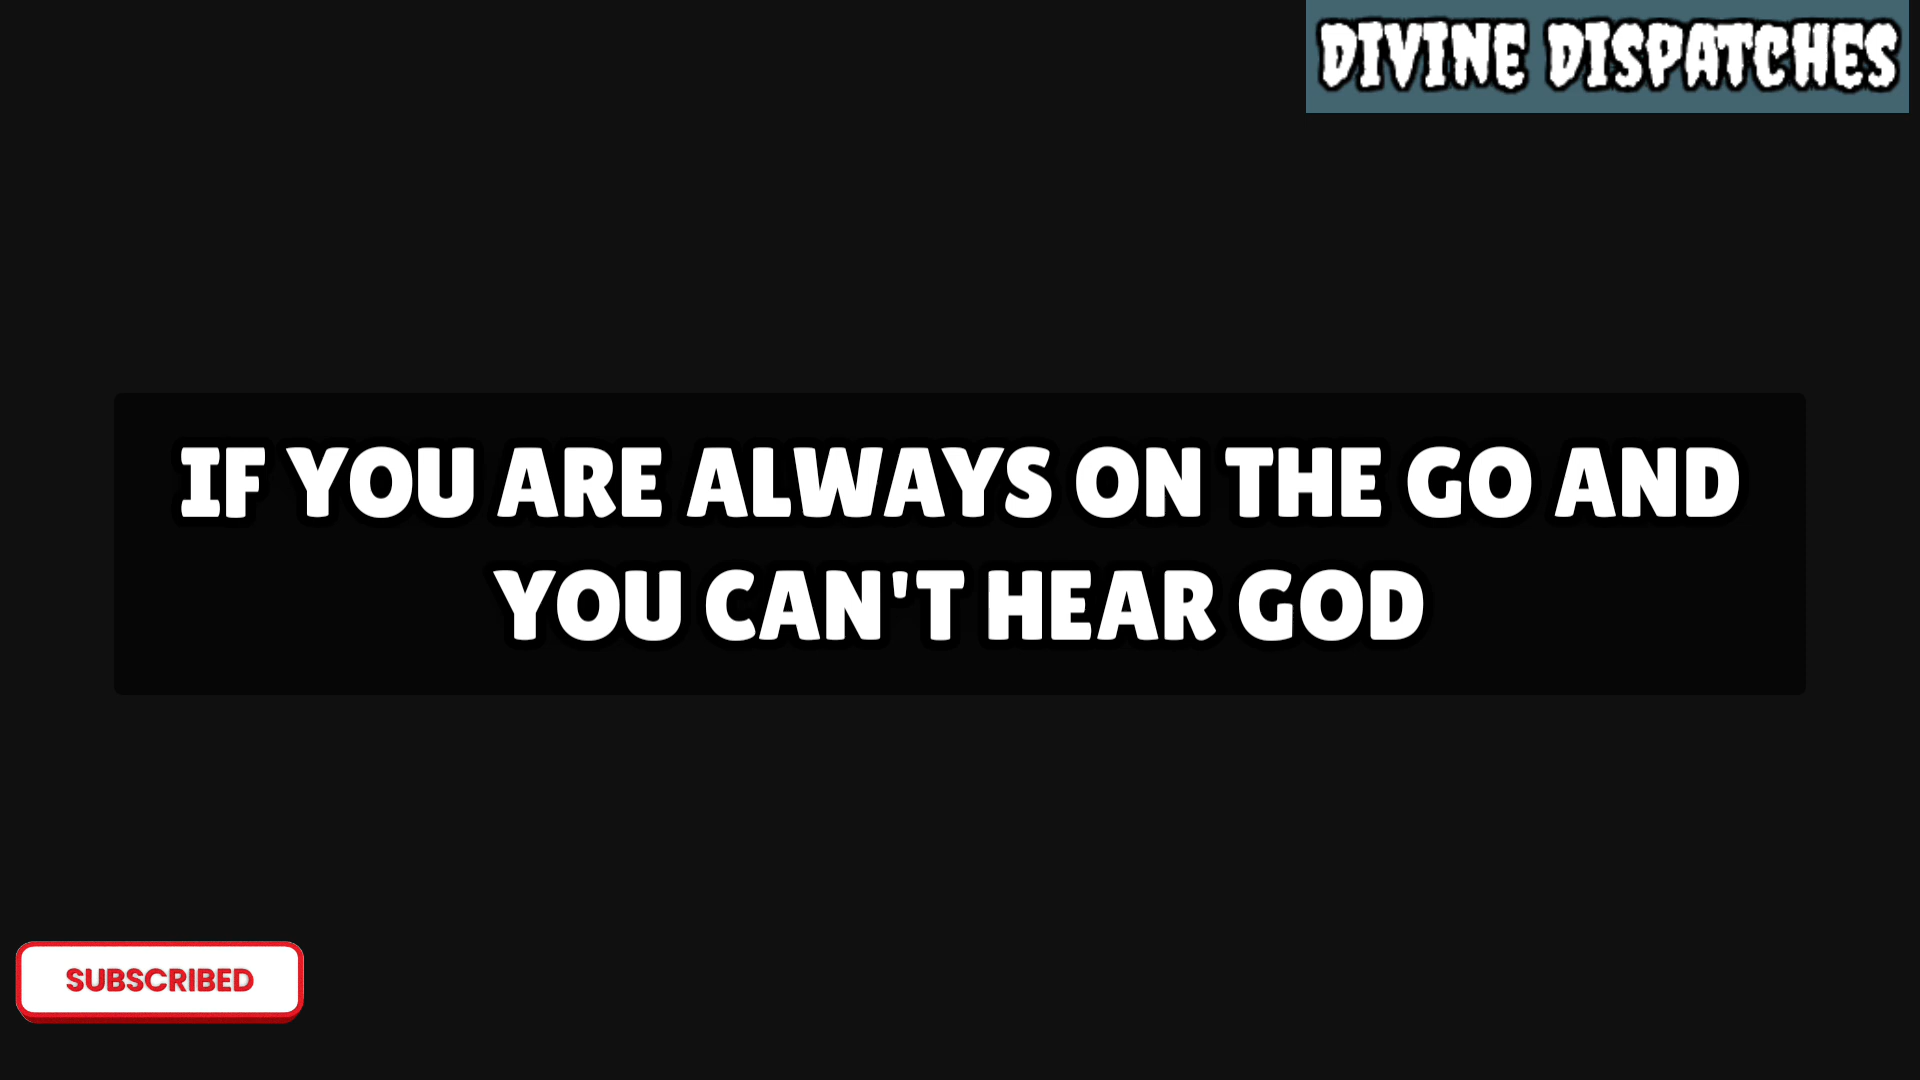 DIVINE DISPATCHES
IF YOU ARE ALWAYS ON THE GO AND
YOU CAN'T HEAR GOD
SUBSCRIBED